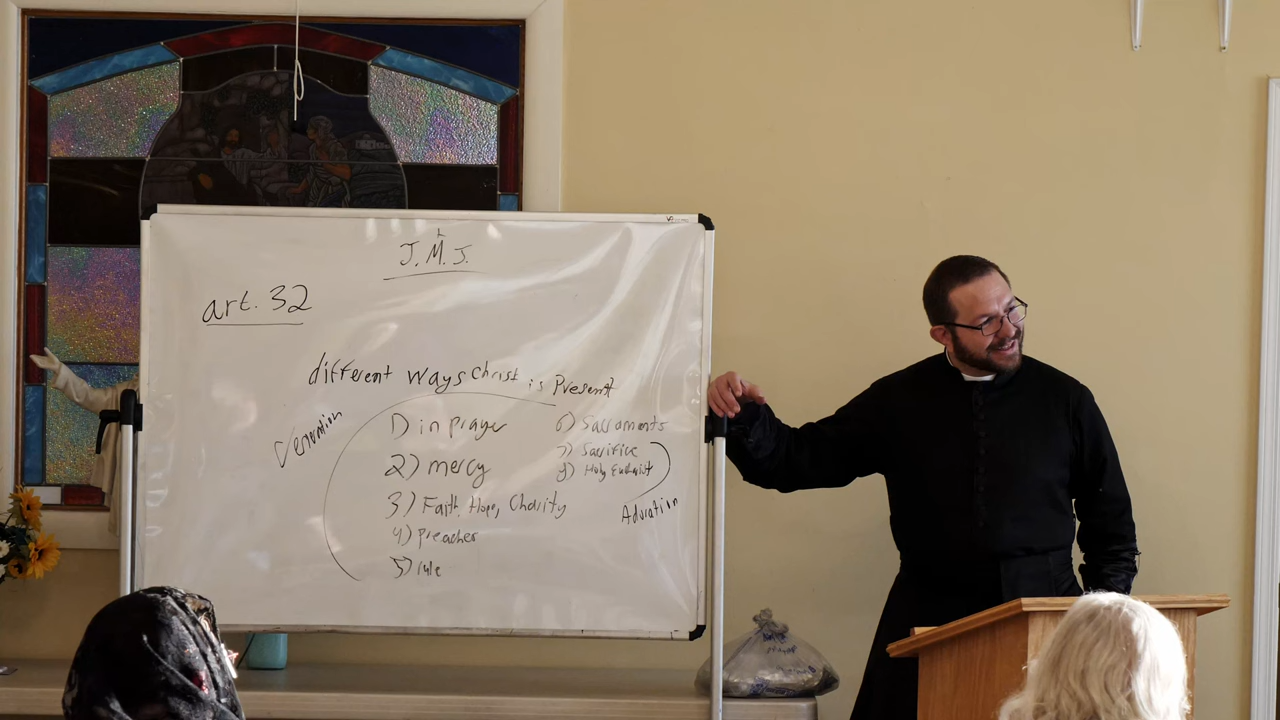 J. M. J.
art. 32
different ways Christ is Present
Veneration
1) in prayer
2) mercy
3) Faith, Hope, Charity
4) Preacher
5) rule
6) Sacraments
7) Sacrifice
8) Holy Eucharist
Adoration